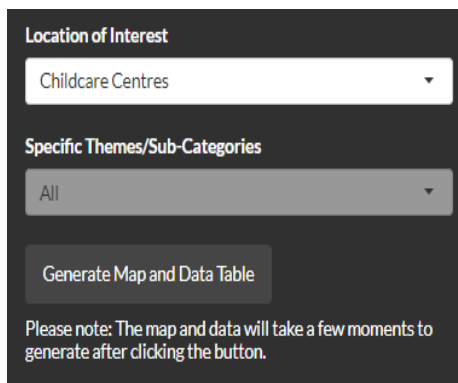 Location of Interest
Childcare Centres
Specific Themes/Sub-Categories
All
Generate Map and Data Table
Please note: The map and data will take a few moments to
generate after clicking the button.